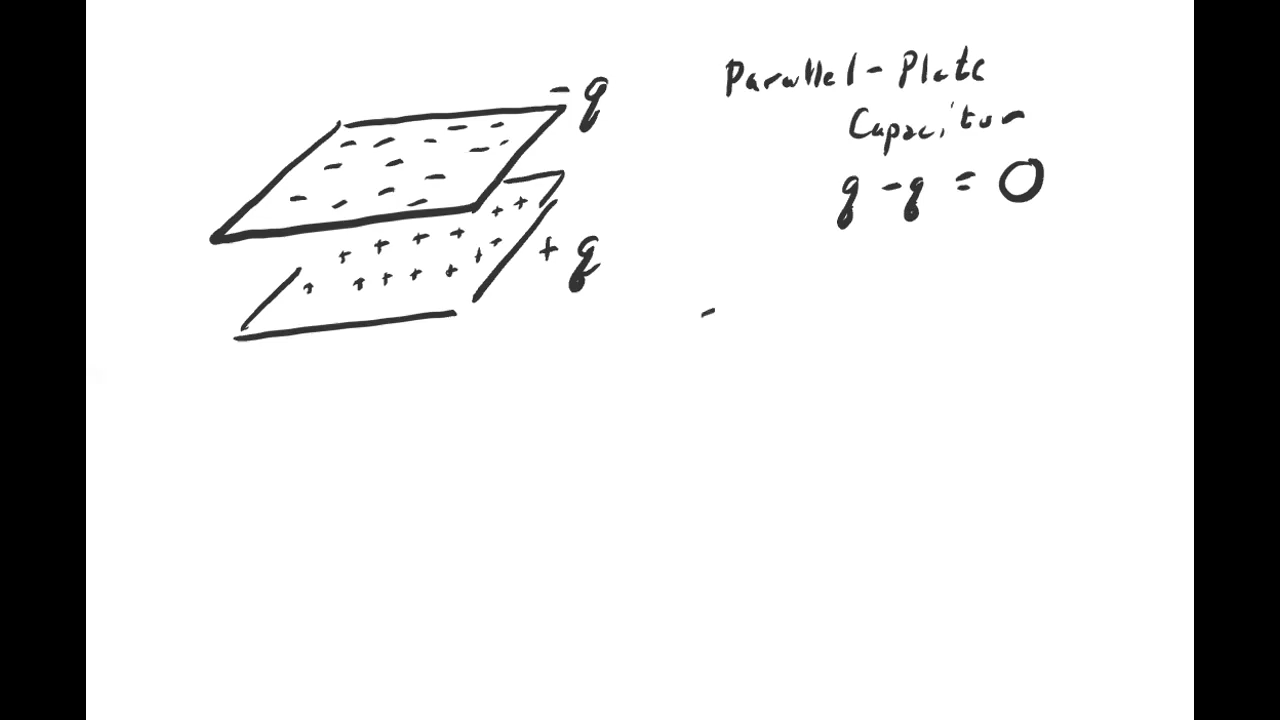 - q
Parallel - Plate
Capacitor
q - q = 0
+ q